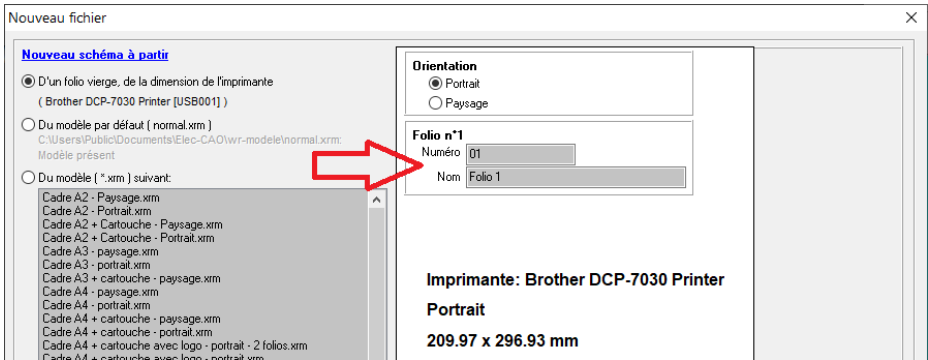 Nouveau fichier
Nouveau schéma à partir
D'un folio vierge, de la dimension de l'imprimante
( Brother DCP-7030 Printer [USB001] )
Du modèle par défaut ( normal.xrm )
C:\Users\Public\Documents\Elec-CAO\wr-modele\normal.xrm:
Modèle présent
Du modèle ( *.xrm ) suivant:
Cadre A2 - Paysage.xrm
Cadre A2 - Portrait.xrm
Cadre A2 + Cartouche - Paysage.xrm
Cadre A2 + Cartouche - Portrait.xrm
Cadre A3 - paysage.xrm
Cadre A3 - portrait.xrm
Cadre A3 + cartouche - paysage.xrm
Cadre A4 - paysage.xrm
Cadre A4 - portrait.xrm
Cadre A4 + cartouche - paysage.xrm
Cadre A4 + cartouche - portrait.xrm
Cadre A4 + cartouche avec logo - portrait - 2 folios.xrm
Cadre A4 + cartouche avec logo - portrait.xrm
Orientation
Portrait
Paysage
Folio n°1
Numéro 01
Nom Folio 1
Imprimante: Brother DCP-7030 Printer
Portrait
209.97 x 296.93 mm